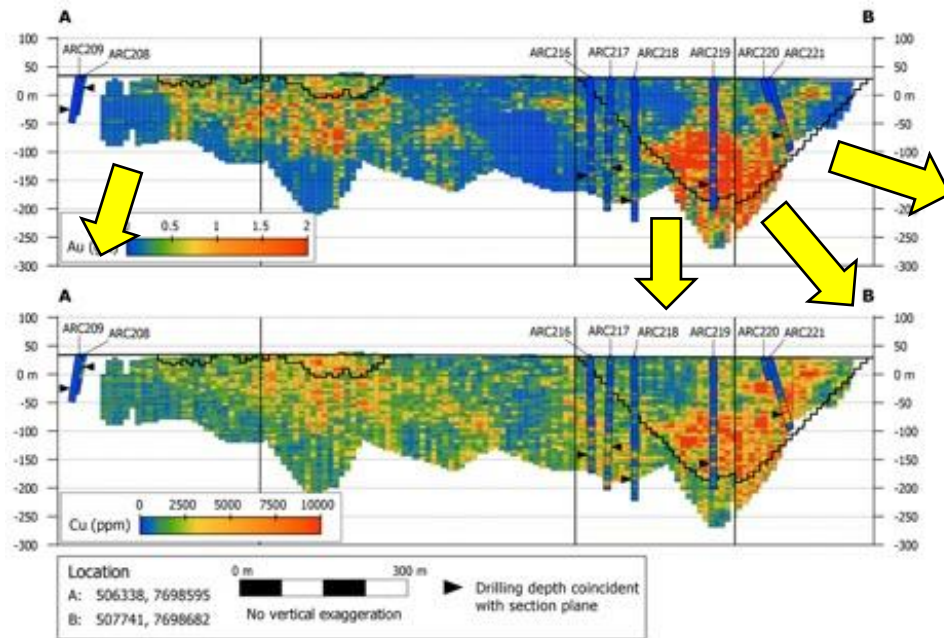 A B
ARC209
ARC208
ARC216 ARC217 ARC218 ARC219 ARC220 ARC221
100 100
50 50
0 m 0 m
-50 -50
-100 -100
-150 -150
-200 -200
-250 -250
-300 -300
0.5 1 1.5 2
Au
A B
ARC209
ARC208
ARC216 ARC217 ARC218 ARC219 ARC220 ARC221
100 100
50 50
0 m 0 m
-50 -50
-100 -100
-150 -150
-200 -200
-250 -250
-300 -300
0 2500 5000 7500 10000
Cu (ppm)
Location
A: 506338, 7698595
B: 507741, 7698682
0 m 300 m
No vertical exaggeration
Drilling depth coincident
with section plane